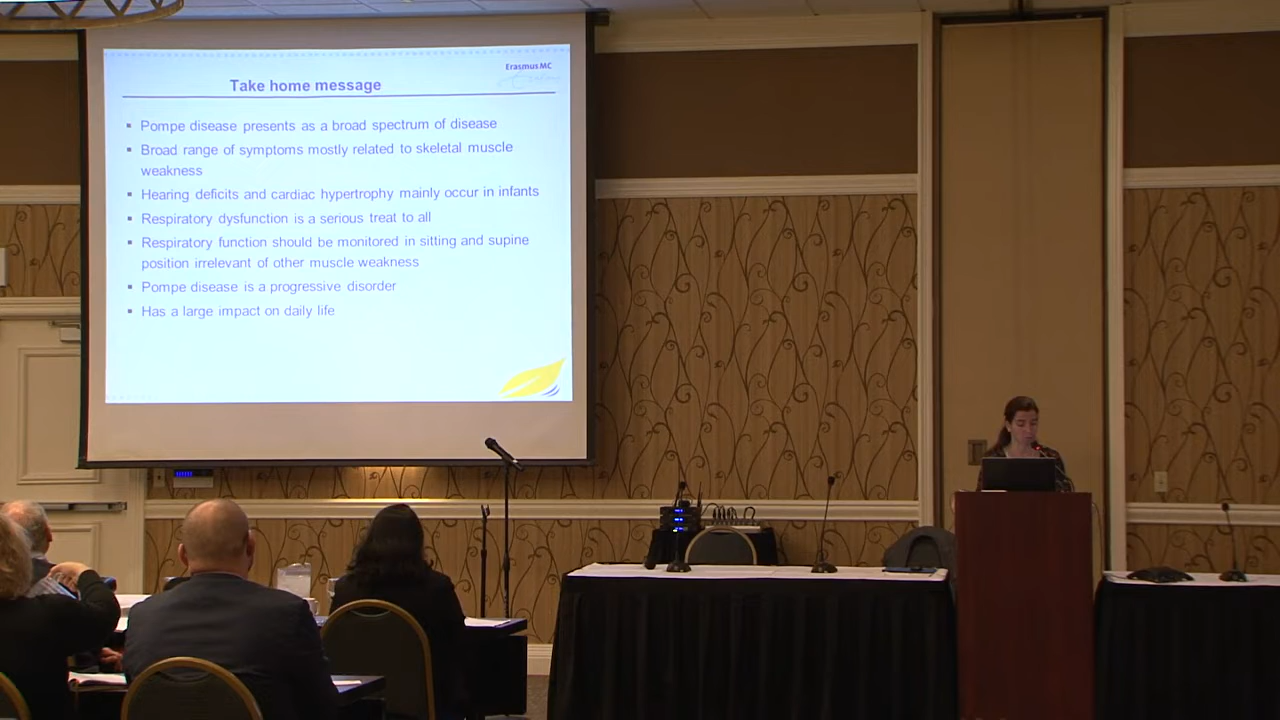 Erasmus MC
Take home message
▪ Pompe disease presents as a broad spectrum of disease
▪ Broad range of symptoms mostly related to skeletal muscle
weakness
▪ Hearing deficits and cardiac hypertrophy mainly occur in infants
▪ Respiratory dysfunction is a serious treat to all
▪ Respiratory function should be monitored in sitting and supine
position irrelevant of other muscle weakness
▪ Pompe disease is a progressive disorder
▪ Has a large impact on daily life